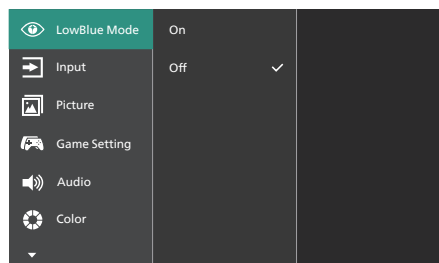 LowBlue Mode
On
Input
Off
Picture
Game Setting
Audio
Color